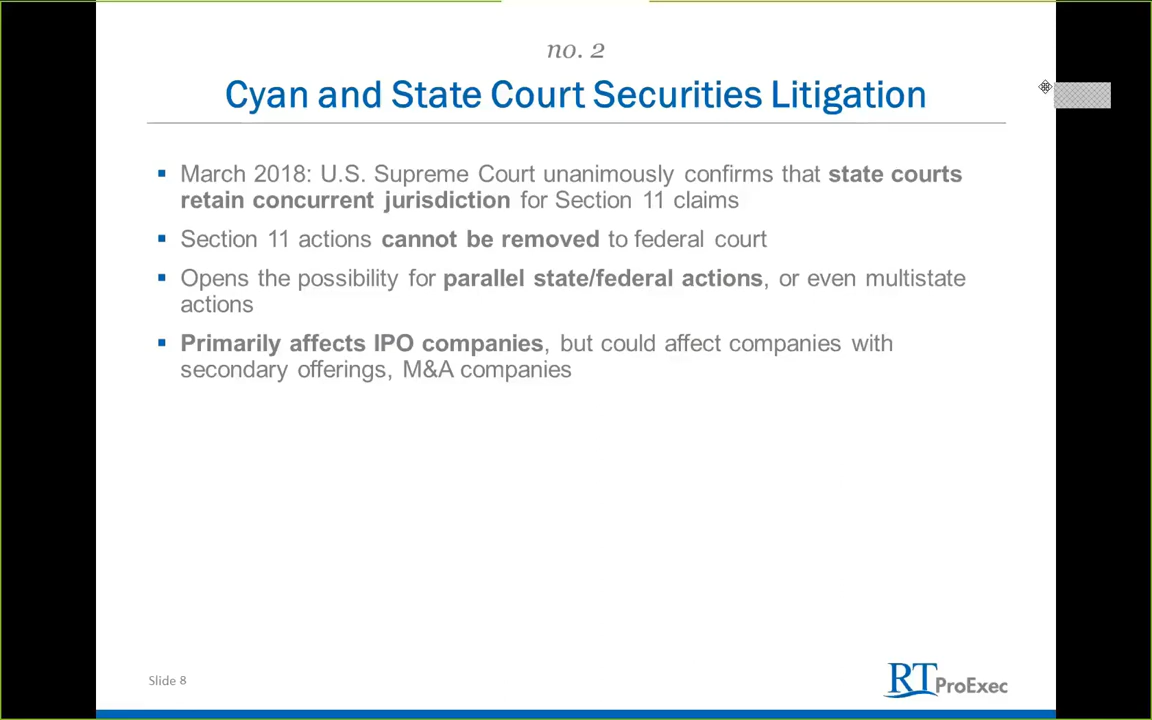 no. 2
Cyan and State Court Securities Litigation
March 2018: U.S. Supreme Court unanimously confirms that state courts
retain concurrent jurisdiction for Section 11 claims
Section 11 actions cannot be removed to federal court
Opens the possibility for parallel state/federal actions, or even multistate
actions
Primarily affects IPO companies, but could affect companies with
secondary offerings, M&A companies
Slide 8
RT ProExec